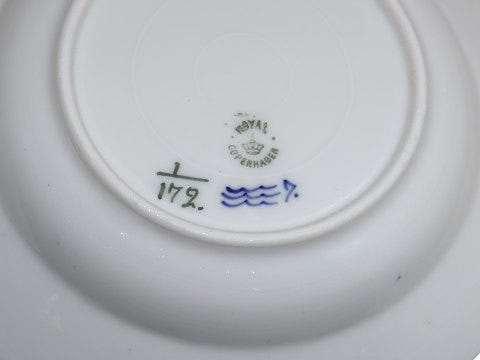 ROYAL
COPENHAGEN
1
172. 7.